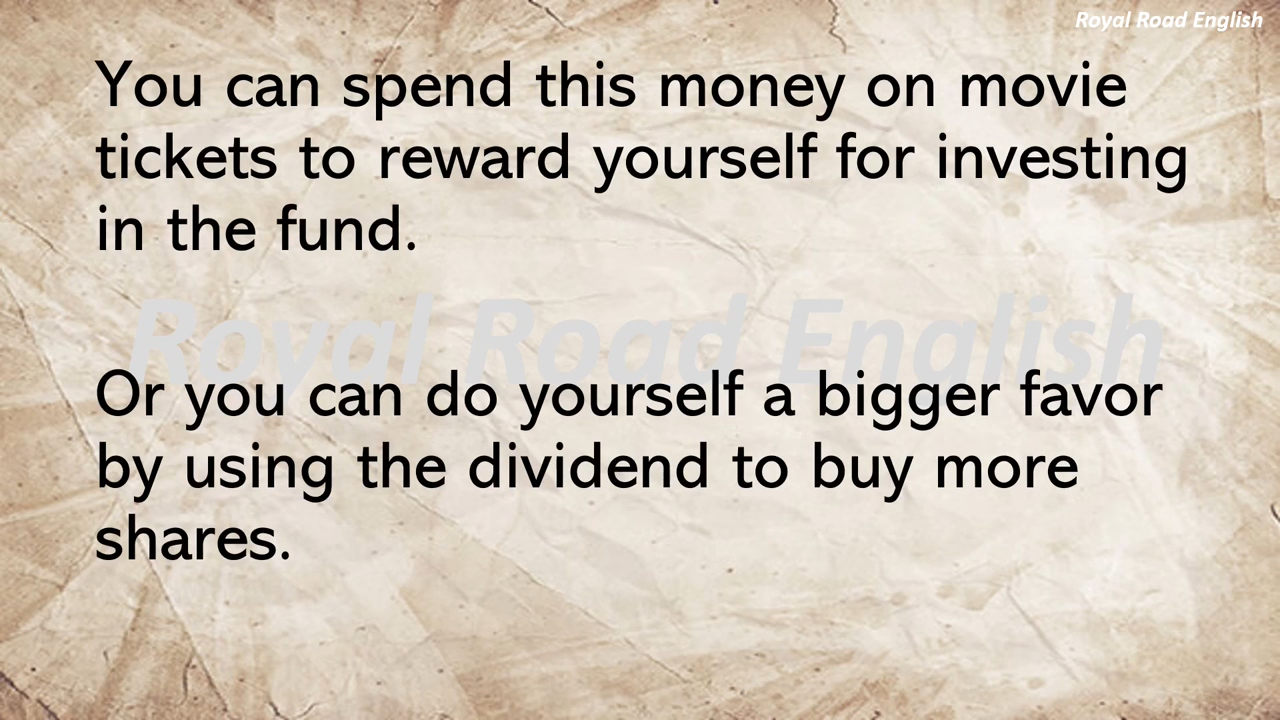 Royal Road English
You can spend this money on movie
tickets to reward yourself for investing
in the fund.
Royal Road English
Or you can do yourself a bigger favor
by using the dividend to buy more
shares.